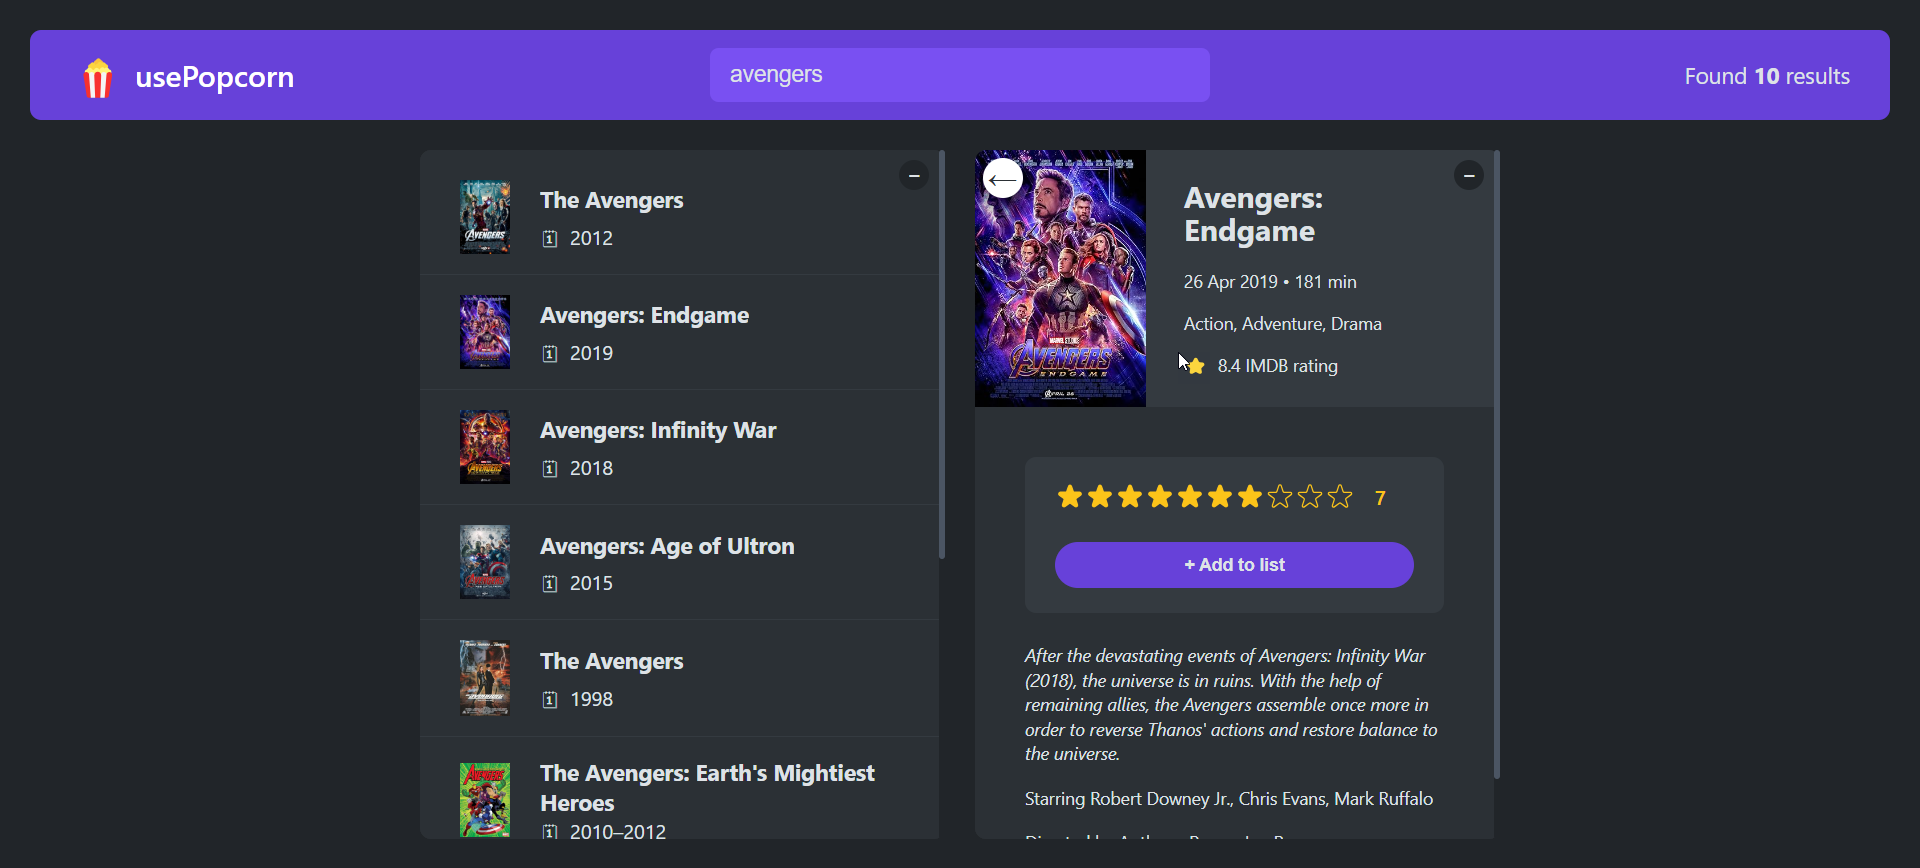 usePopcorn
avengers
Found 10 results
The Avengers
2012
Avengers: Endgame
2019
Avengers: Infinity War
2018
Avengers: Age of Ultron
2015
The Avengers
1998
The Avengers: Earth's Mightiest
Heroes
2010–2012
AVENGERS
ENDGAME
APRIL 26
Avengers:
Endgame
26 Apr 2019 • 181 min
Action, Adventure, Drama
8.4 IMDB rating
7
+ Add to list
After the devastating events of Avengers: Infinity War
(2018), the universe is in ruins. With the help of
remaining allies, the Avengers assemble once more in
order to reverse Thanos' actions and restore balance to
the universe.
Starring Robert Downey Jr., Chris Evans, Mark Ruffalo